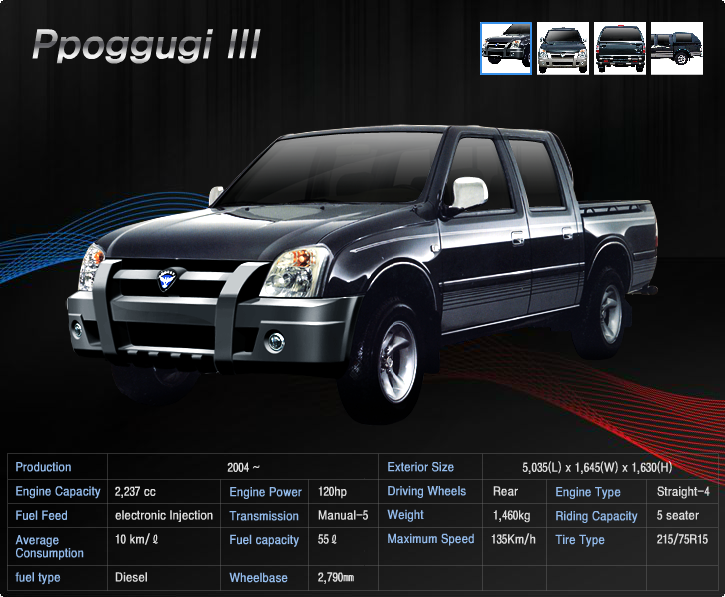 Ppoggugi III
Production 2004 ~ Exterior Size 5,035(L) x 1,645(W) x 1,630(H)
Engine Capacity 2,237 cc Engine Power 120hp Driving Wheels Rear Engine Type Straight-4
Fuel Feed electronic Injection Transmission Manual-5 Weight 1,460kg Riding Capacity 5 seater
Average Consumption 10 km/ℓ Fuel capacity 55ℓ Maximum Speed 135Km/h Tire Type 215/75R15
fuel type Diesel Wheelbase 2,790㎜